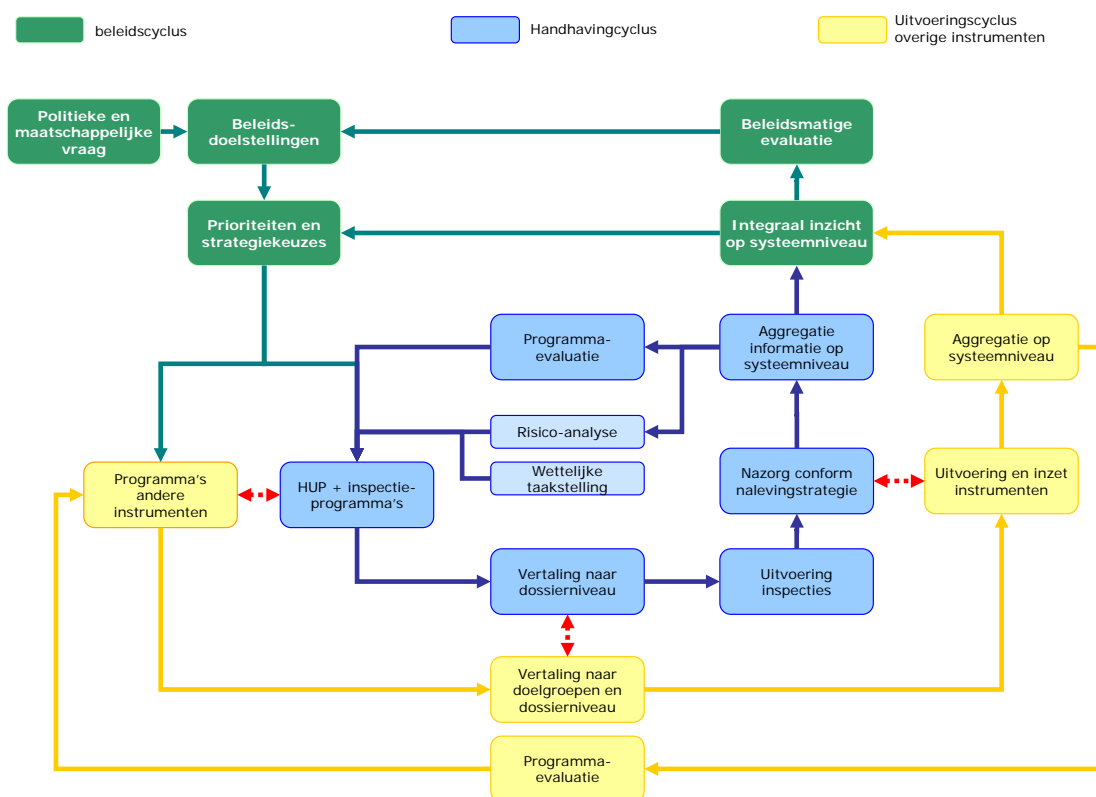 beleidscyclus
Handhavingcyclus
Uitvoeringscyclus
overige instrumenten
Politieke en
maatschappelijke
vraag
Beleids-
doelstellingen
Beleidsmatige
evaluatie
Prioriteiten en
strategiekeuzes
Integraal inzicht
op systeemniveau
Programma-
evaluatie
Aggregatie
informatie op
systeemniveau
Aggregatie op
systeemniveau
Risico-analyse
Wettelijke
taakstelling
Programma's
andere
instrumenten
HUP + inspectie-
programma's
Nazorg conform
nalevingstrategie
Uitvoering en inzet
instrumenten
Vertaling naar
dossierniveau
Uitvoering
inspecties
Vertaling naar
doelgroepen en
dossierniveau
Programma-
evaluatie